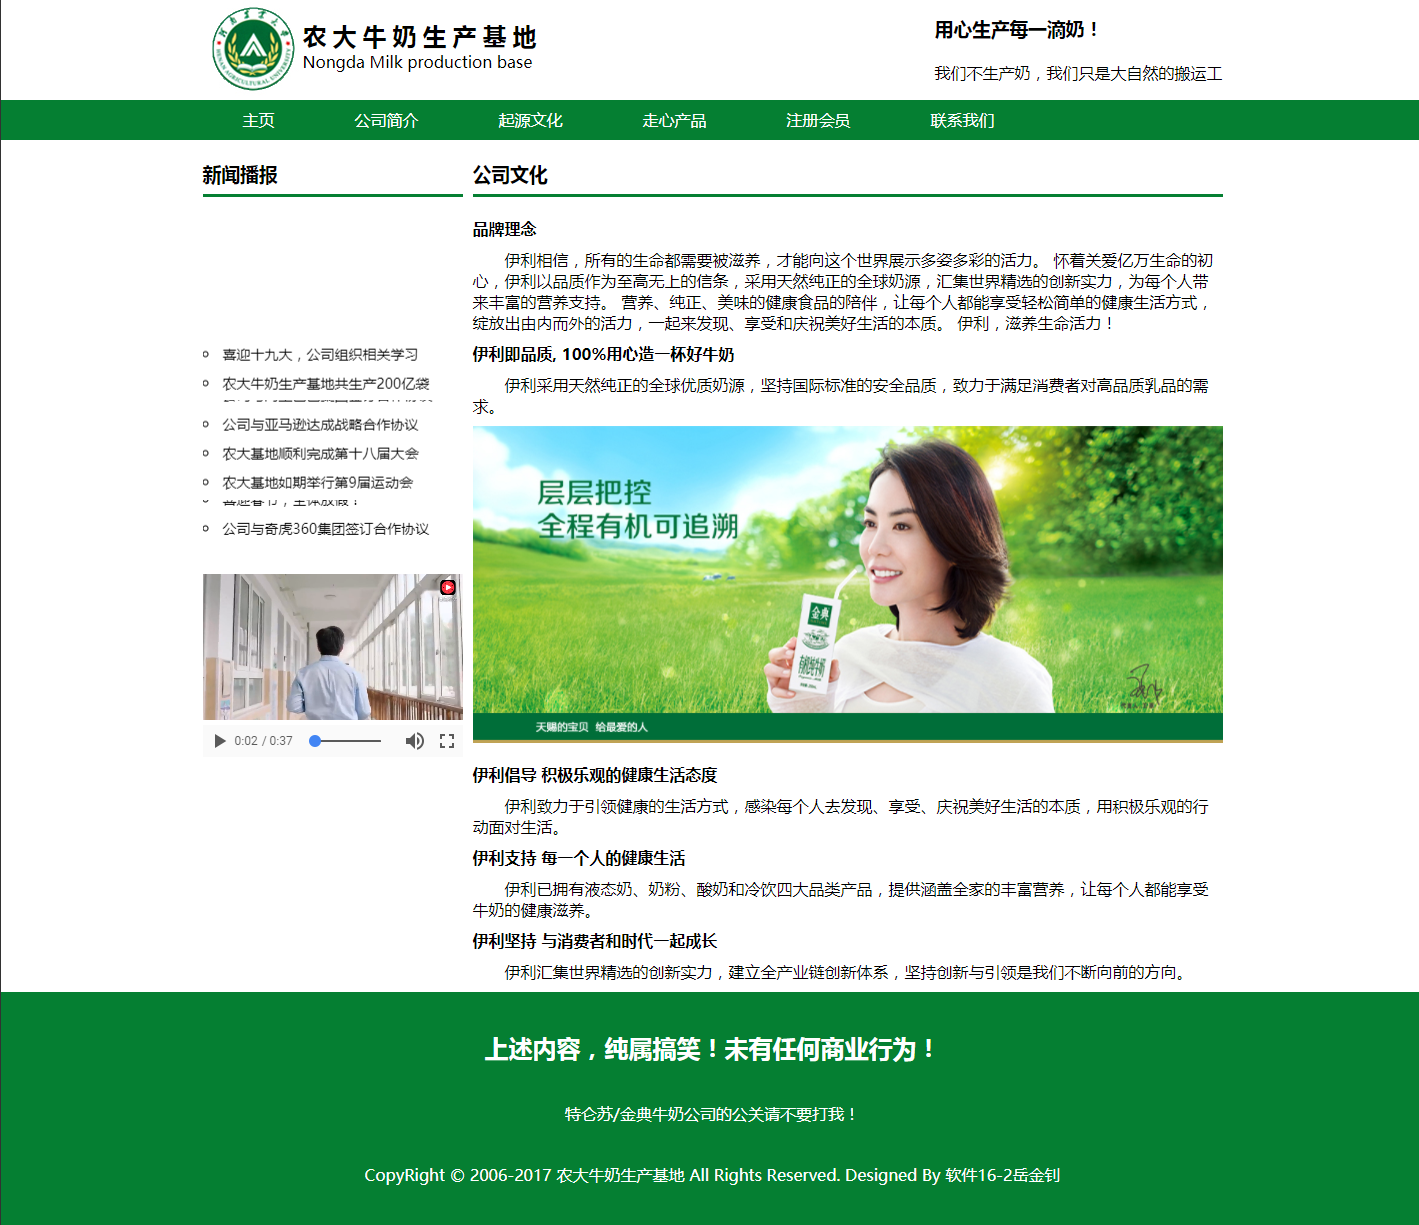 农大牛奶生产基地
Nongda Milk production base
用心生产每一滴奶！
我们不生产奶，我们只是大自然的搬运工
主页
公司简介
起源文化
走心产品
注册会员
联系我们
新闻播报
喜迎十九大，公司组织相关学习
农大牛奶生产基地共生产200亿袋
公司与亚马逊达成战略合作协议
农大基地顺利完成第十八届大会
农大基地如期举行第9届运动会
喜迎春节，全体放假！
公司与奇虎360集团签订合作协议
0:02 / 0:37
公司文化
品牌理念
伊利相信，所有的生命都需要被滋养，才能向这个世界展示多姿多彩的活力。 怀着关爱亿万生命的初
心，伊利以品质作为至高无上的信条，采用天然纯正的全球奶源，汇集世界精选的创新实力，为每个人带
来丰富的营养支持。 营养、纯正、美味的健康食品的陪伴，让每个人都能享受轻松简单的健康生活方式，
绽放出由内而外的活力，一起来发现、享受和庆祝美好生活的本质。 伊利，滋养生命活力！
伊利即品质, 100%用心造一杯好牛奶
伊利采用天然纯正的全球优质奶源，坚持国际标准的安全品质，致力于满足消费者对高品质乳品的需
求。
层层把控
全程有机可追溯
金典
有机纯牛奶
天赐的宝贝 给最爱的人
伊利倡导 积极乐观的健康生活态度
伊利致力于引领健康的生活方式，感染每个人去发现、享受、庆祝美好生活的本质，用积极乐观的行
动面对生活。
伊利支持 每一个人的健康生活
伊利已拥有液态奶、奶粉、酸奶和冷饮四大品类产品，提供涵盖全家的丰富营养，让每个人都能享受
牛奶的健康滋养。
伊利坚持 与消费者和时代一起成长
伊利汇集世界精选的创新实力，建立全产业链创新体系，坚持创新与引领是我们不断向前的方向。
上述内容，纯属搞笑！未有任何商业行为！
特仑苏/金典牛奶公司的公关请不要打我！
CopyRight © 2006-2017 农大牛奶生产基地 All Rights Reserved. Designed By 软件16-2岳金钊